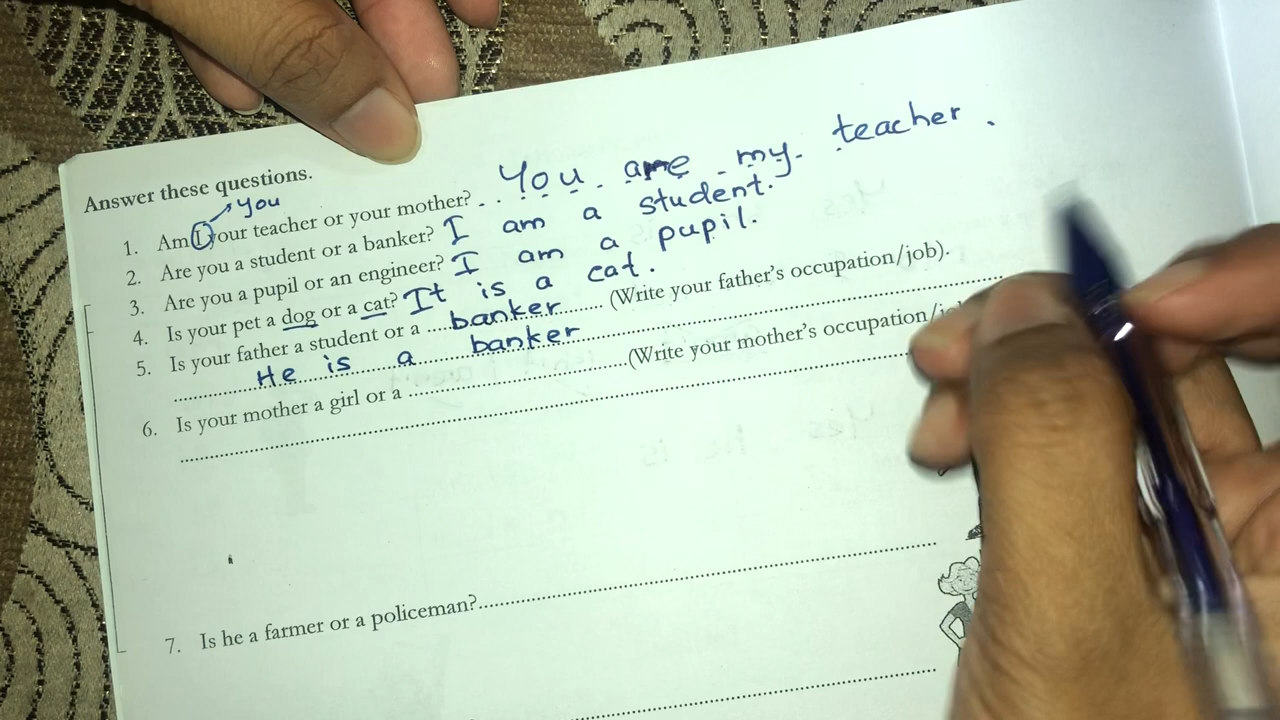 Answer these questions.
you
1. Am I your teacher or your mother? . . You . are . my . teacher .
2. Are you a student or a banker? I am a student.
3. Are you a pupil or an engineer? I am a pupil.
4. Is your pet a dog or a cat? It is a cat.
5. Is your father a student or a ..... banker ..... (Write your father's occupation/job).
He is a banker
6. Is your mother a girl or a ..... (Write your mother's occupation/
7. Is he a farmer or a policeman? .....